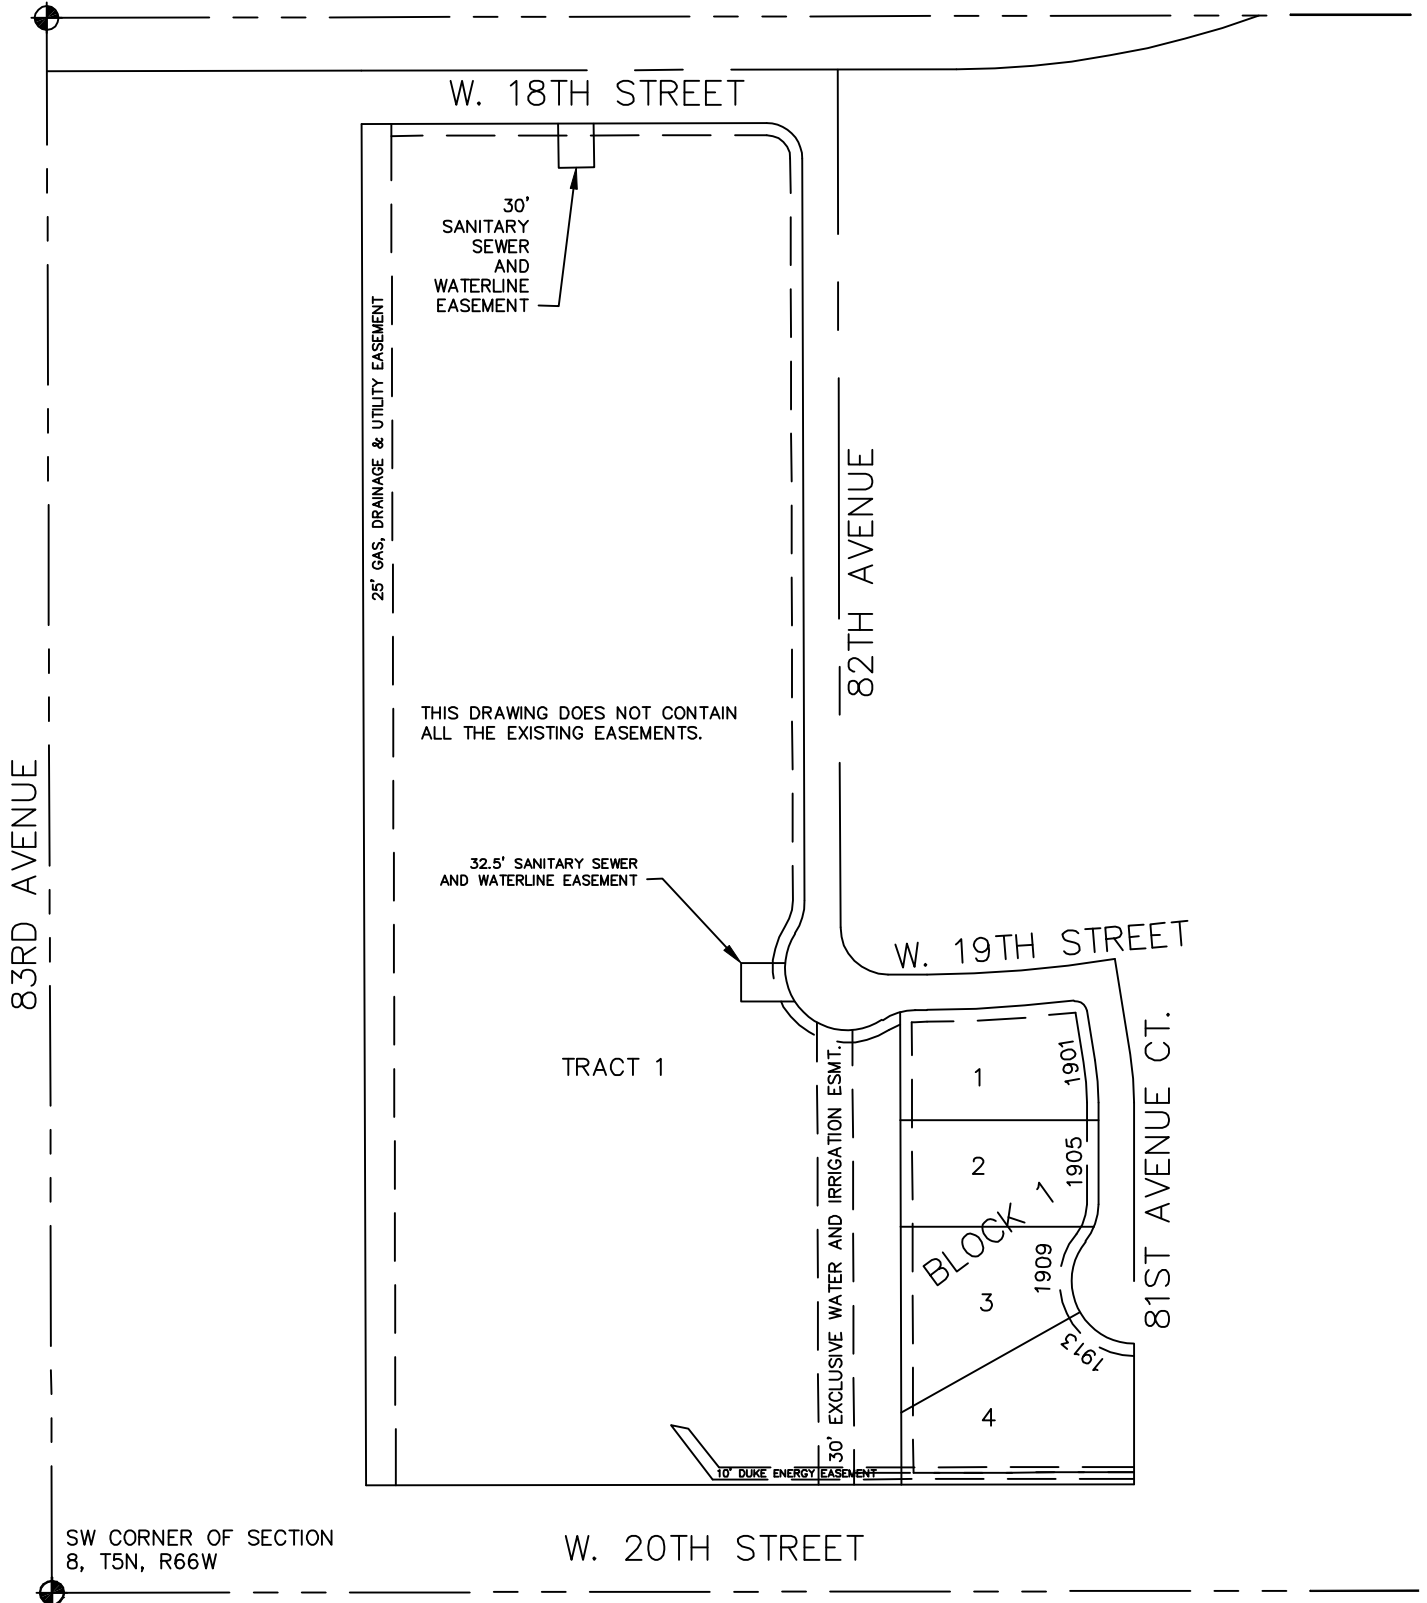 W. 18TH STREET
30'
SANITARY
SEWER
AND
WATERLINE
EASEMENT
25' GAS, DRAINAGE & UTILITY EASEMENT
82TH AVENUE
THIS DRAWING DOES NOT CONTAIN
ALL THE EXISTING EASEMENTS.
83RD AVENUE
32.5' SANITARY SEWER
AND WATERLINE EASEMENT
W. 19TH STREET
TRACT 1
30' EXCLUSIVE WATER AND IRRIGATION ESMT.
1
1901
2
1905
BLOCK 1
3
1909
4
1913
81ST AVENUE CT.
10' DUKE ENERGY EASEMENT
SW CORNER OF SECTION
8, T5N, R66W
W. 20TH STREET